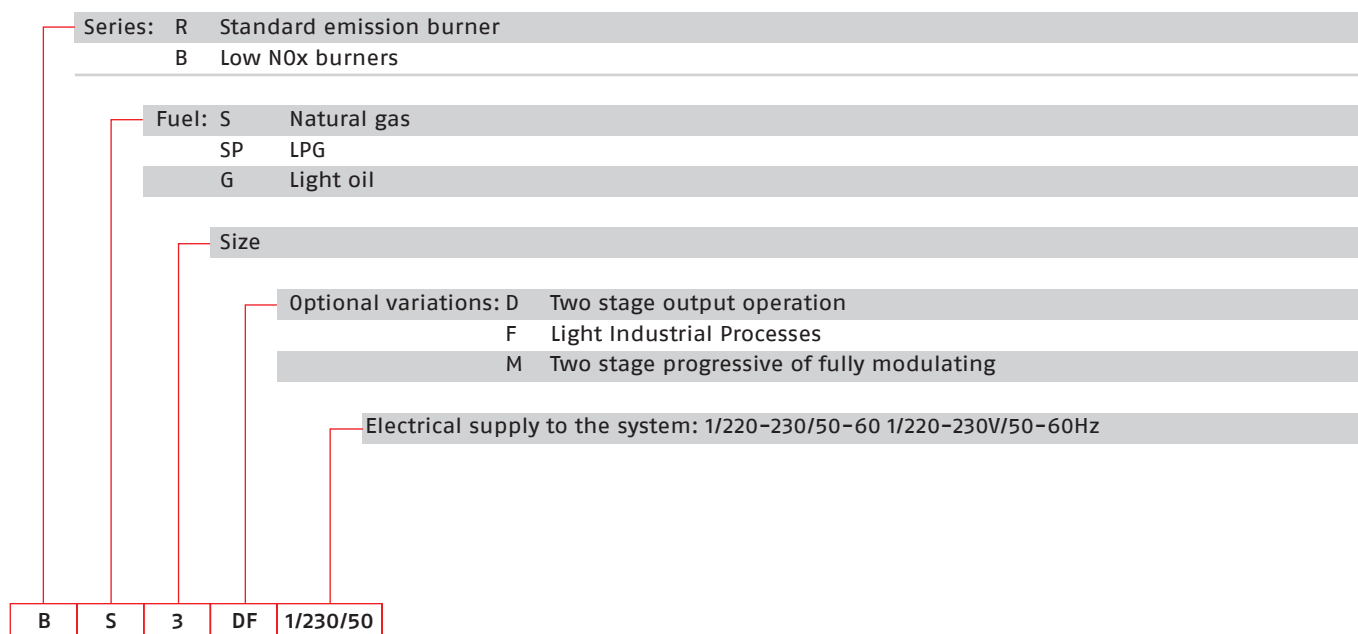 Series: R Standard emission burner
B Low N0x burners
Fuel: S Natural gas
SP LPG
G Light oil
Size
Optional variations: D Two stage output operation
F Light Industrial Processes
M Two stage progressive of fully modulating
Electrical supply to the system: 1/220-230/50-60 1/220-230V/50-60Hz
B S 3 DF 1/230/50